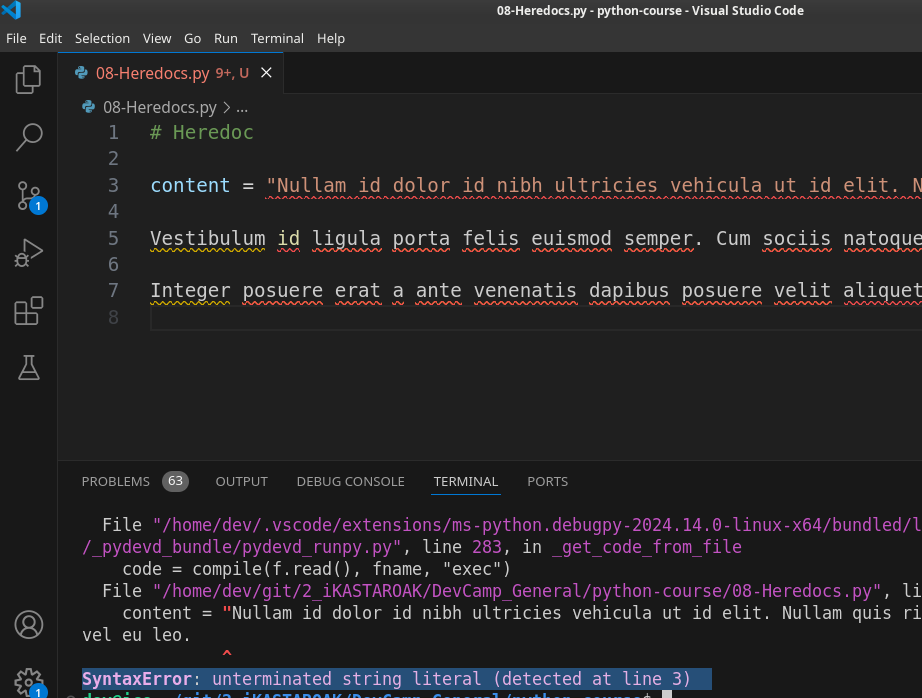 08-Heredocs.py - python-course - Visual Studio Code
File Edit Selection View Go Run Terminal Help
08-Heredocs.py 9+, U
08-Heredocs.py > ...
1 # Heredoc
2
3 content = "Nullam id dolor id nibh ultricies vehicula ut id elit. N
4
5 Vestibulum id ligula porta felis euismod semper. Cum sociis natoque
6
7 Integer posuere erat a ante venenatis dapibus posuere velit aliquet
8
1
PROBLEMS 63 OUTPUT DEBUG CONSOLE TERMINAL PORTS
File "/home/dev/.vscode/extensions/ms-python.debugpy-2024.14.0-linux-x64/bundled/l
/_pydevd_bundle/pydevd_runpy.py", line 283, in _get_code_from_file
code = compile(f.read(), fname, "exec")
File "/home/dev/git/2_iKASTAROAK/DevCamp_General/python-course/08-Heredocs.py", li
content = "Nullam id dolor id nibh ultricies vehicula ut id elit. Nullam quis ri
vel eu leo.
^
SyntaxError: unterminated string literal (detected at line 3)
1